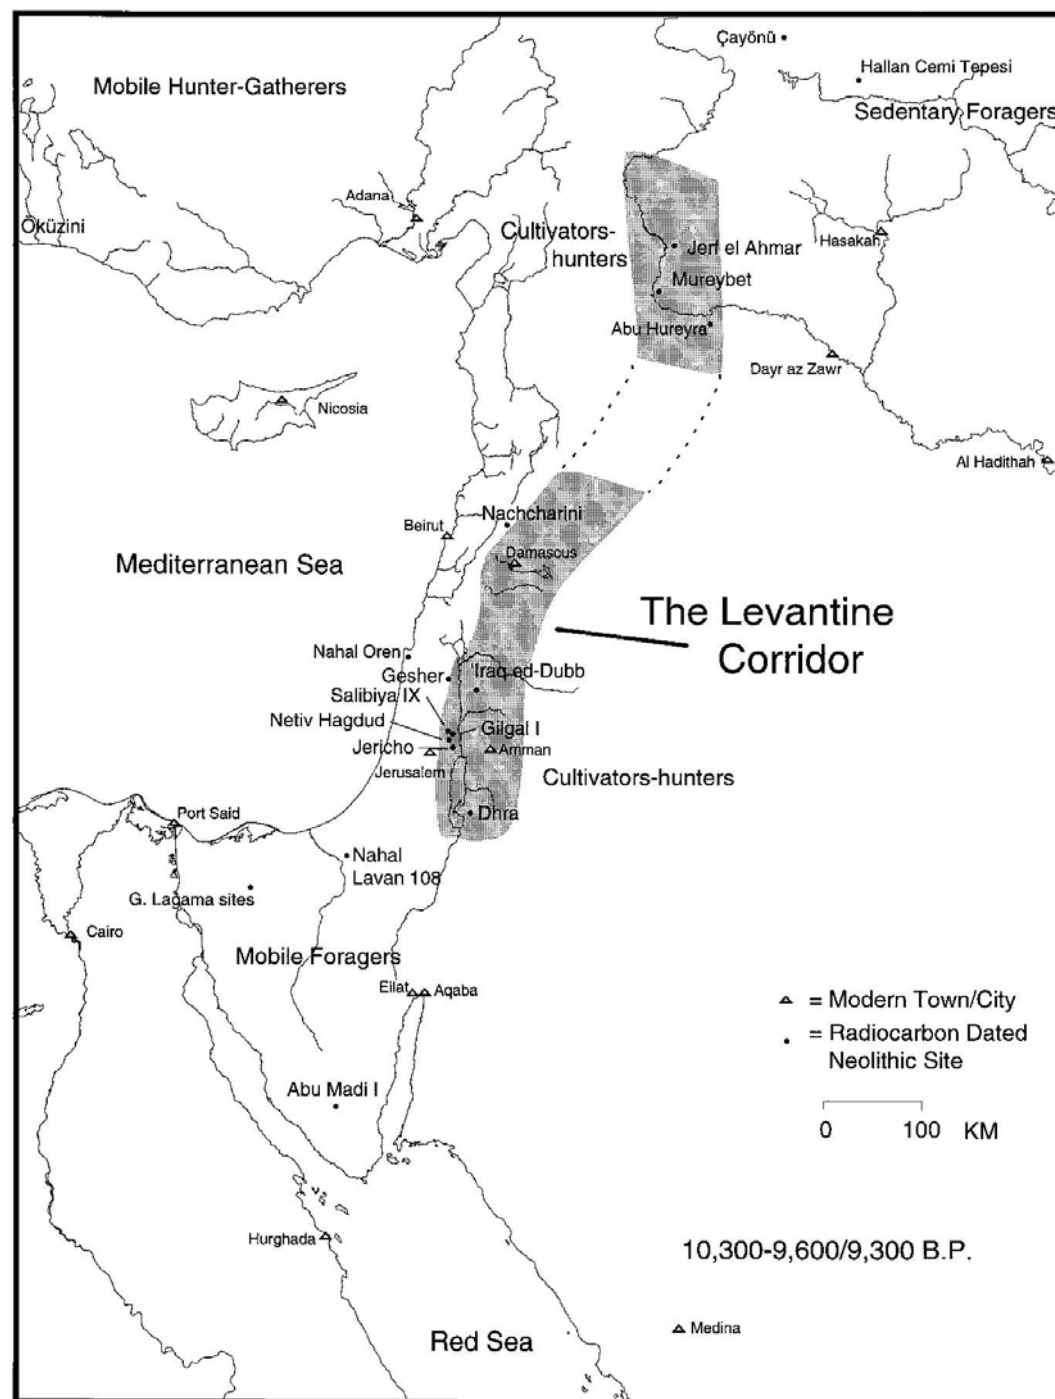 Çayönü
Hallan Cemi Tepesi
Mobile Hunter-Gatherers
Sedentary Foragers
Adana
Öküzini
Cultivators-
hunters
Hasakah
Jerf el Ahmar
Mureybet
Abu Hureyra
Dayr az Zawr
Nicosia
Al Hadithah
Nachcharini
Beirut
Damascus
Mediterranean Sea
The Levantine
Corridor
Nahal Oren
Gesher
'Iraq ed-Dubb
Salibiya IX
Netiv Hagdud
Gilgal I
Jericho
Amman
Jerusalem
Cultivators-hunters
Port Said
Dhra
Nahal
Lavan 108
G. Lagama sites
Cairo
Mobile Foragers
Eilat
Aqaba
= Modern Town/City
= Radiocarbon Dated
Neolithic Site
Abu Madi I
0 100 KM
Hurghada
10,300-9,600/9,300 B.P.
Medina
Red Sea